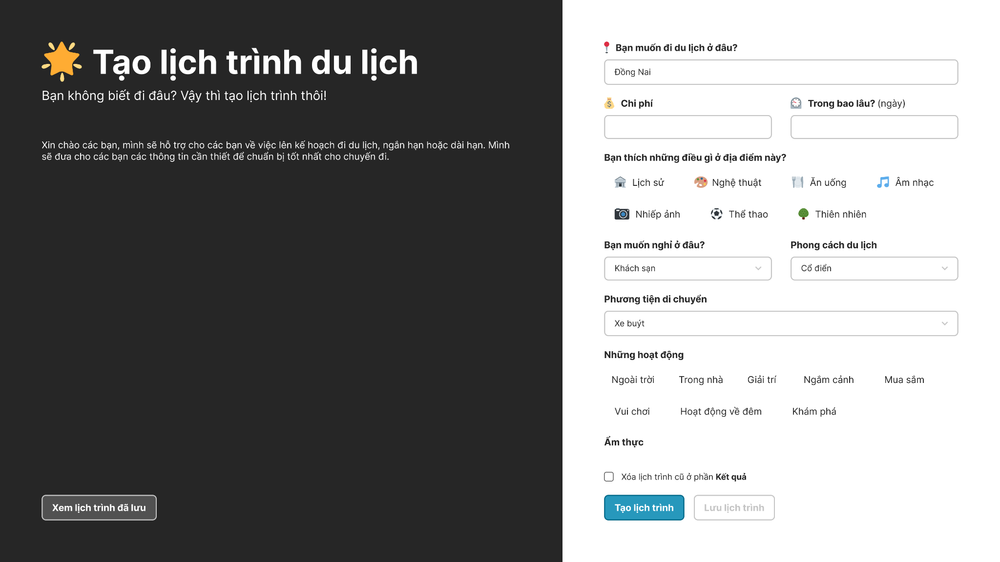 Tạo lịch trình du lịch
Bạn không biết đi đâu? Vậy thì tạo lịch trình thôi!
Xin chào các bạn, mình sẽ hỗ trợ cho các bạn về việc lên kế hoạch đi du lịch, ngắn hạn hoặc dài hạn. Mình
sẽ đưa cho các bạn các thông tin cần thiết để chuẩn bị tốt nhất cho chuyến đi.
Xem lịch trình đã lưu
Bạn muốn đi du lịch ở đâu?
Đồng Nai
Chi phí
Trong bao lâu? (ngày)
Bạn thích những điều gì ở địa điểm này?
Lịch sử
Nghệ thuật
Ăn uống
Âm nhạc
Nhiếp ảnh
Thể thao
Thiên nhiên
Bạn muốn nghỉ ở đâu?
Khách sạn
Phong cách du lịch
Cổ điển
Phương tiện di chuyển
Xe buýt
Những hoạt động
Ngoài trời
Trong nhà
Giải trí
Ngắm cảnh
Mua sắm
Vui chơi
Hoạt động về đêm
Khám phá
Ẩm thực
Xóa lịch trình cũ ở phần Kết quả
Tạo lịch trình
Lưu lịch trình